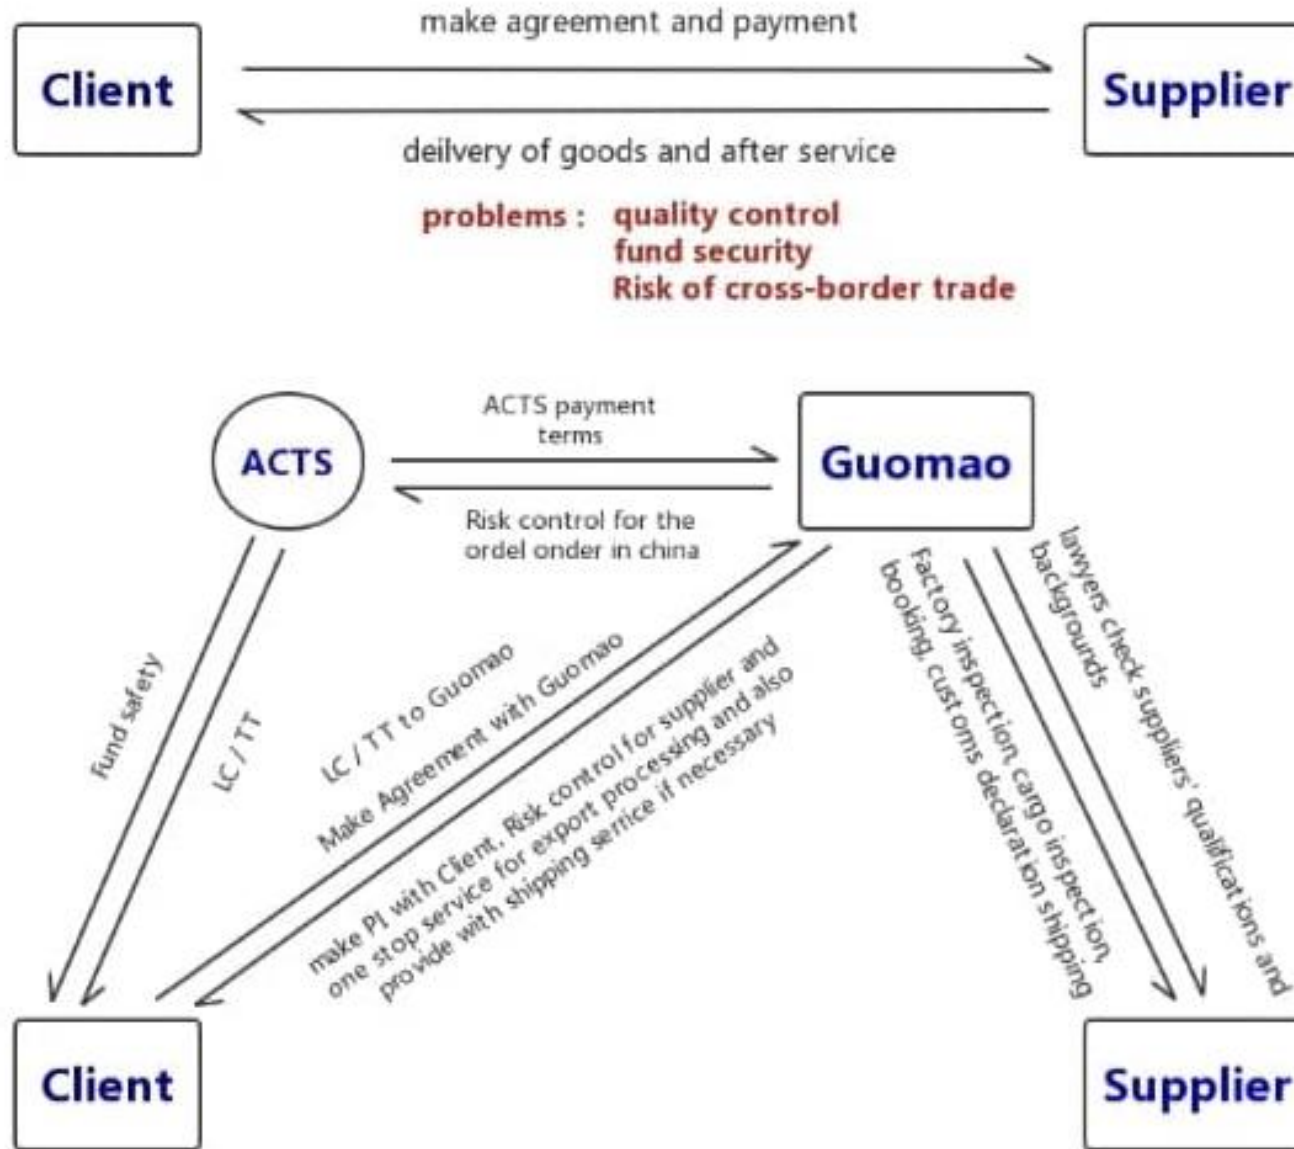 make agreement and payment
Client
Supplier
deilvery of goods and after service
problems : quality control
fund security
Risk of cross-border trade
ACTS
ACTS payment
terms
Guomao
Risk control for the
ordel onder in china
Fund safety
LC / TT
LC / TT to Guomao
Make Agreement with Guomao
make PI with Client, Risk control for supplier and
one stop service for export processing and also
provide with shipping serrice if necessary
Factory inspection, cargo inspection,
booking, customs declaration shipping
lawyers check suppliers' qualifications and
backgrounds
Client
Supplier